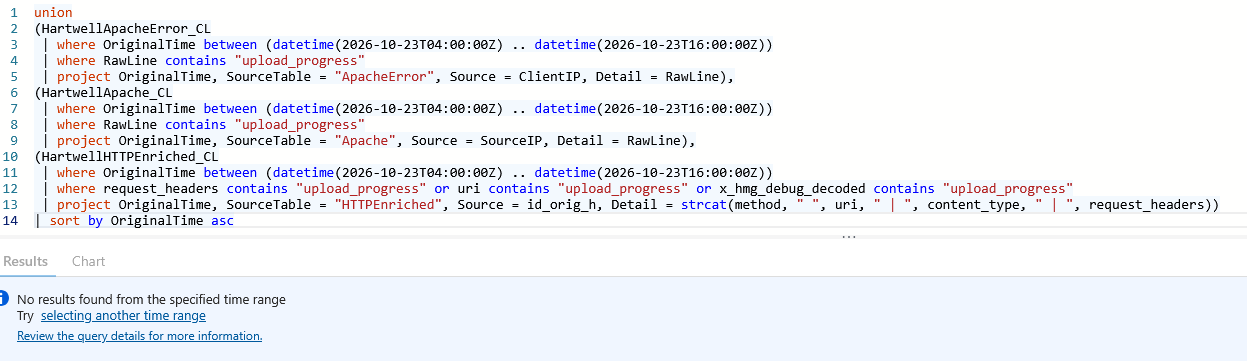 1 union
2 (HartwellApacheError_CL
3 | where OriginalTime between (datetime(2026-10-23T04:00:00Z) .. datetime(2026-10-23T16:00:00Z))
4 | where RawLine contains "upload_progress"
5 | project OriginalTime, SourceTable = "ApacheError", Source = ClientIP, Detail = RawLine),
6 (HartwellApache_CL
7 | where OriginalTime between (datetime(2026-10-23T04:00:00Z) .. datetime(2026-10-23T16:00:00Z))
8 | where RawLine contains "upload_progress"
9 | project OriginalTime, SourceTable = "Apache", Source = SourceIP, Detail = RawLine),
10 (HartwellHTTPEnriched_CL
11 | where OriginalTime between (datetime(2026-10-23T04:00:00Z) .. datetime(2026-10-23T16:00:00Z))
12 | where request_headers contains "upload_progress" or uri contains "upload_progress" or x_hmg_debug_decoded contains "upload_progress"
13 | project OriginalTime, SourceTable = "HTTPEnriched", Source = id_orig_h, Detail = strcat(method, " ", uri, " | ", content_type, " | ", request_headers))
14 | sort by OriginalTime asc
...
Results Chart
No results found from the specified time range
Try selecting another time range
Review the query details for more information.